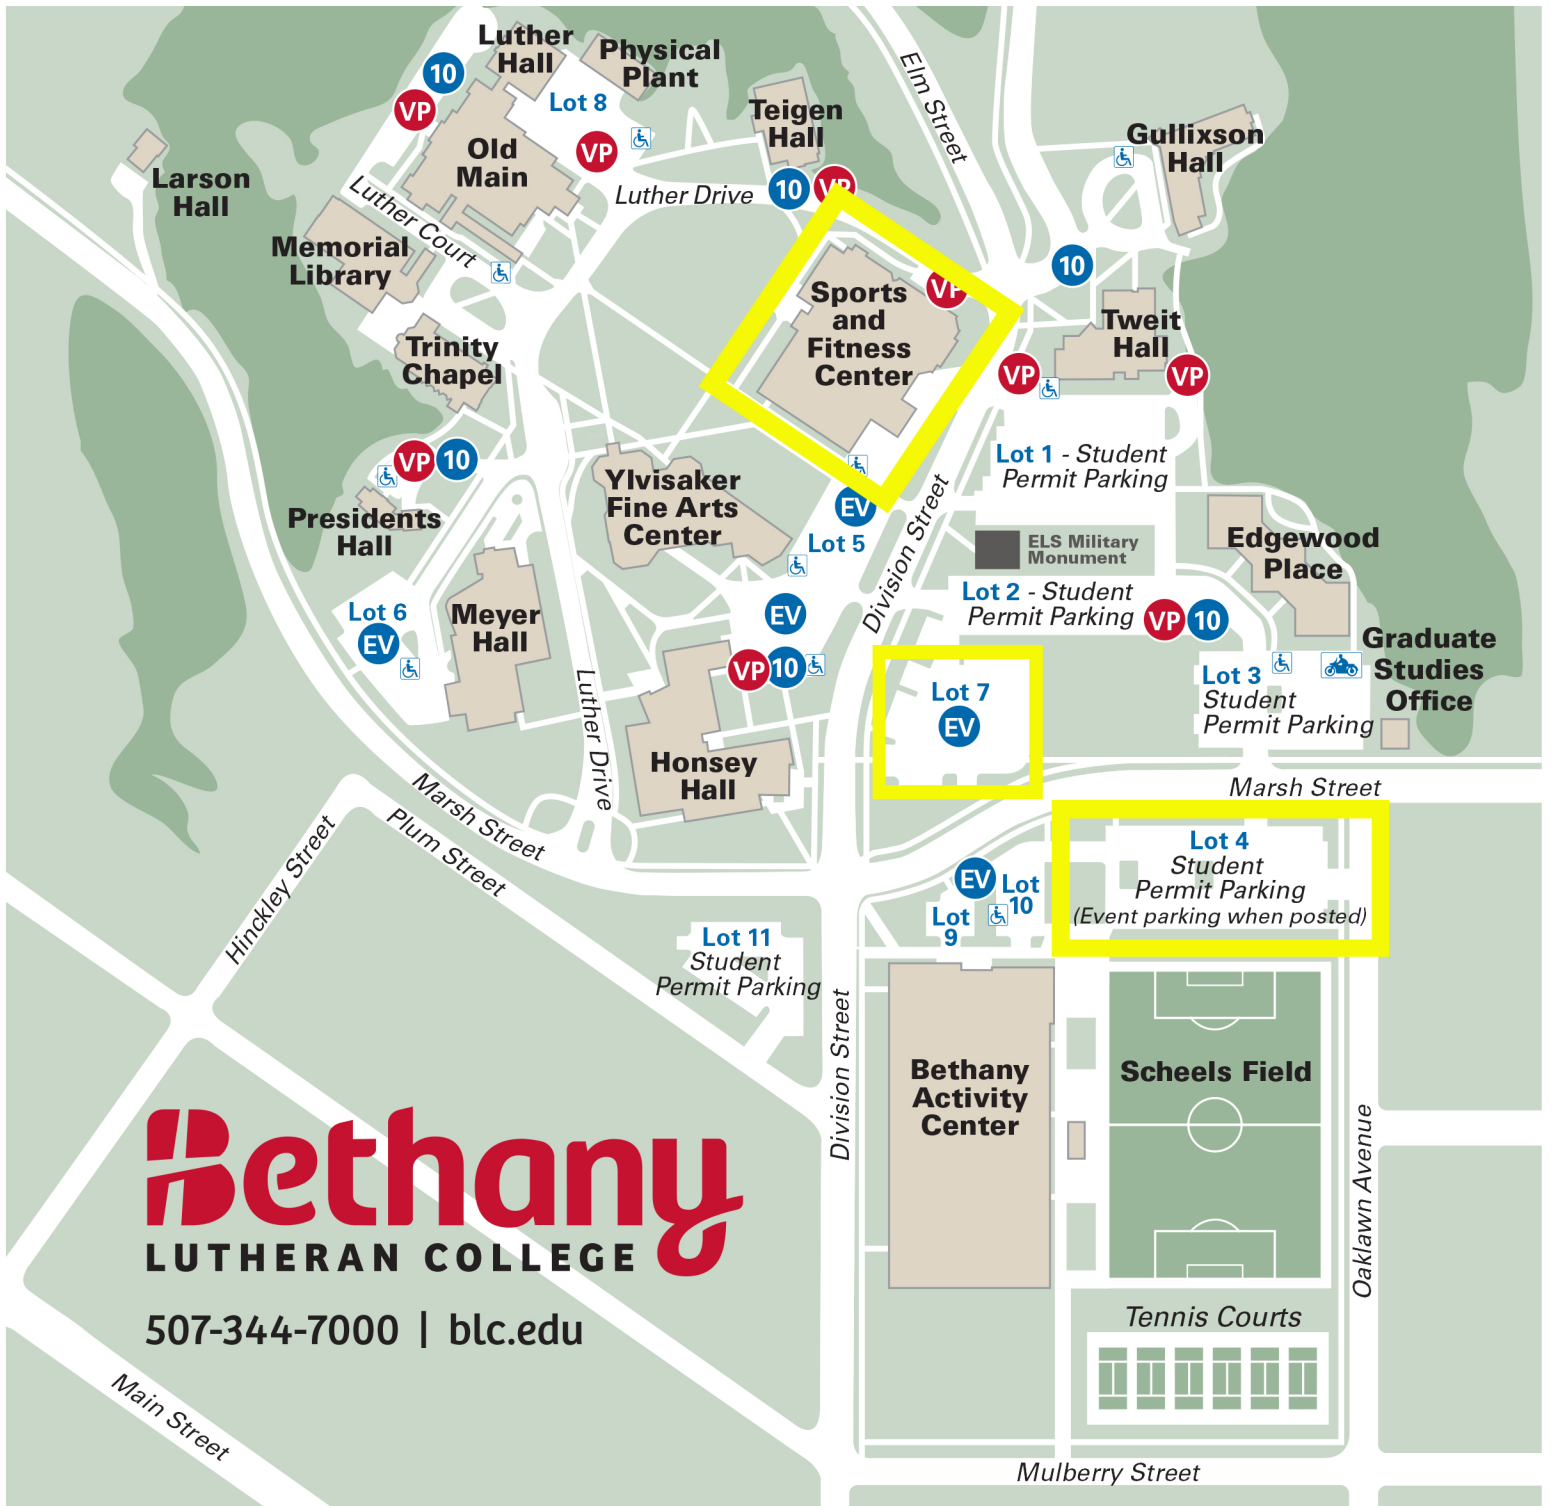 Luther
Hall
Physical
Plant
10
VP
Lot 8
VP
Old
Main
Teigen
Hall
Elm Street
Gullixson
Hall
Larson
Hall
Luther Court
Luther Drive
10
VP
Memorial
Library
10
Sports
and
Fitness
Center
VP
Tweit
Hall
VP
VP
Trinity
Chapel
VP
10
Lot 1 - Student
Permit Parking
Ylvisaker
Fine Arts
Center
EV
Lot 5
Division Street
Presidents
Hall
ELS Military
Monument
Edgewood
Place
Lot 2 - Student
Permit Parking
VP
10
Lot 6
EV
Meyer
Hall
EV
VP
10
Graduate
Studies
Office
Lot 3
Student
Permit Parking
Lot 7
EV
Luther Drive
Honsey
Hall
Marsh Street
Marsh Street
Plum Street
Hinckley Street
Lot 4
Student
Permit Parking
(Event parking when posted)
EV
Lot
10
Lot
9
Lot 11
Student
Permit Parking
Division Street
Bethany
Activity
Center
Scheels Field
Oaklawn Avenue
Bethany
LUTHERAN COLLEGE
507-344-7000 | blc.edu
Tennis Courts
Main Street
Mulberry Street